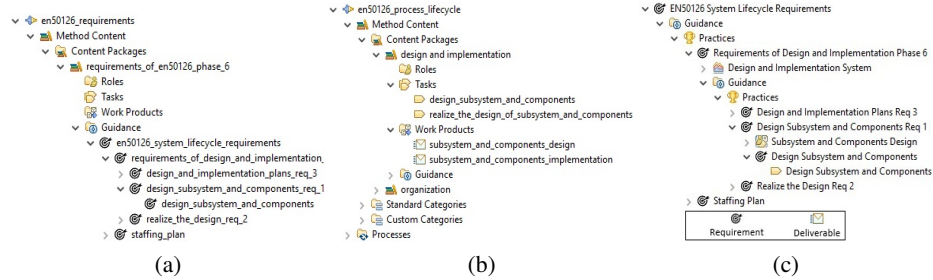 en50126_requirements
Method Content
Content Packages
requirements_of_en50126_phase_6
Roles
Tasks
Work Products
Guidance
en50126_system_lifecycle_requirements
requirements_of_design_and_implementation_
design_and_implementation_plans_req_3
design_subsystem_and_components_req_1
design_subsystem_and_components
realize_the_design_req_2
staffing_plan
(a)
en50126_process_lifecycle
Method Content
Content Packages
design and implementation
Roles
Tasks
design_subsystem_and_components
realize_the_design_of_subsystem_and_components
Work Products
subsystem_and_components_design
subsystem_and_components_implementation
Guidance
organization
Standard Categories
Custom Categories
Processes
(b)
EN50126 System Lifecycle Requirements
Guidance
Practices
Requirements of Design and Implementation Phase 6
Design and Implementation System
Guidance
Practices
Design and Implementation Plans Req 3
Design Subsystem and Components Req 1
Subsystem and Components Design
Design Subsystem and Components
Design Subsystem and Components
Realize the Design Req 2
Staffing Plan
Requirement Deliverable
(c)